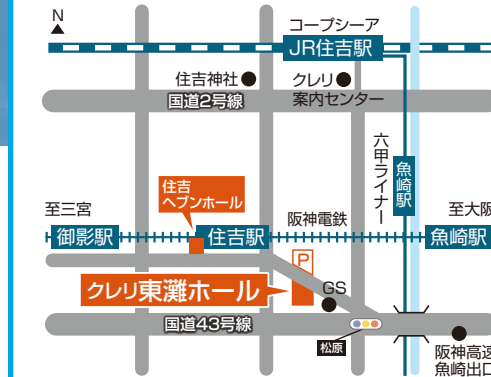 N
コープシーア
JR住吉駅
住吉神社
クレリ
案内センター
国道2号線
六甲ライナー
魚崎駅
住吉
ヘブンホール
至三宮
阪神電鉄
至大阪
御影駅
住吉駅
魚崎駅
P
クレリ東灘ホール
GS
国道43号線
松原
阪神高速
魚崎出口